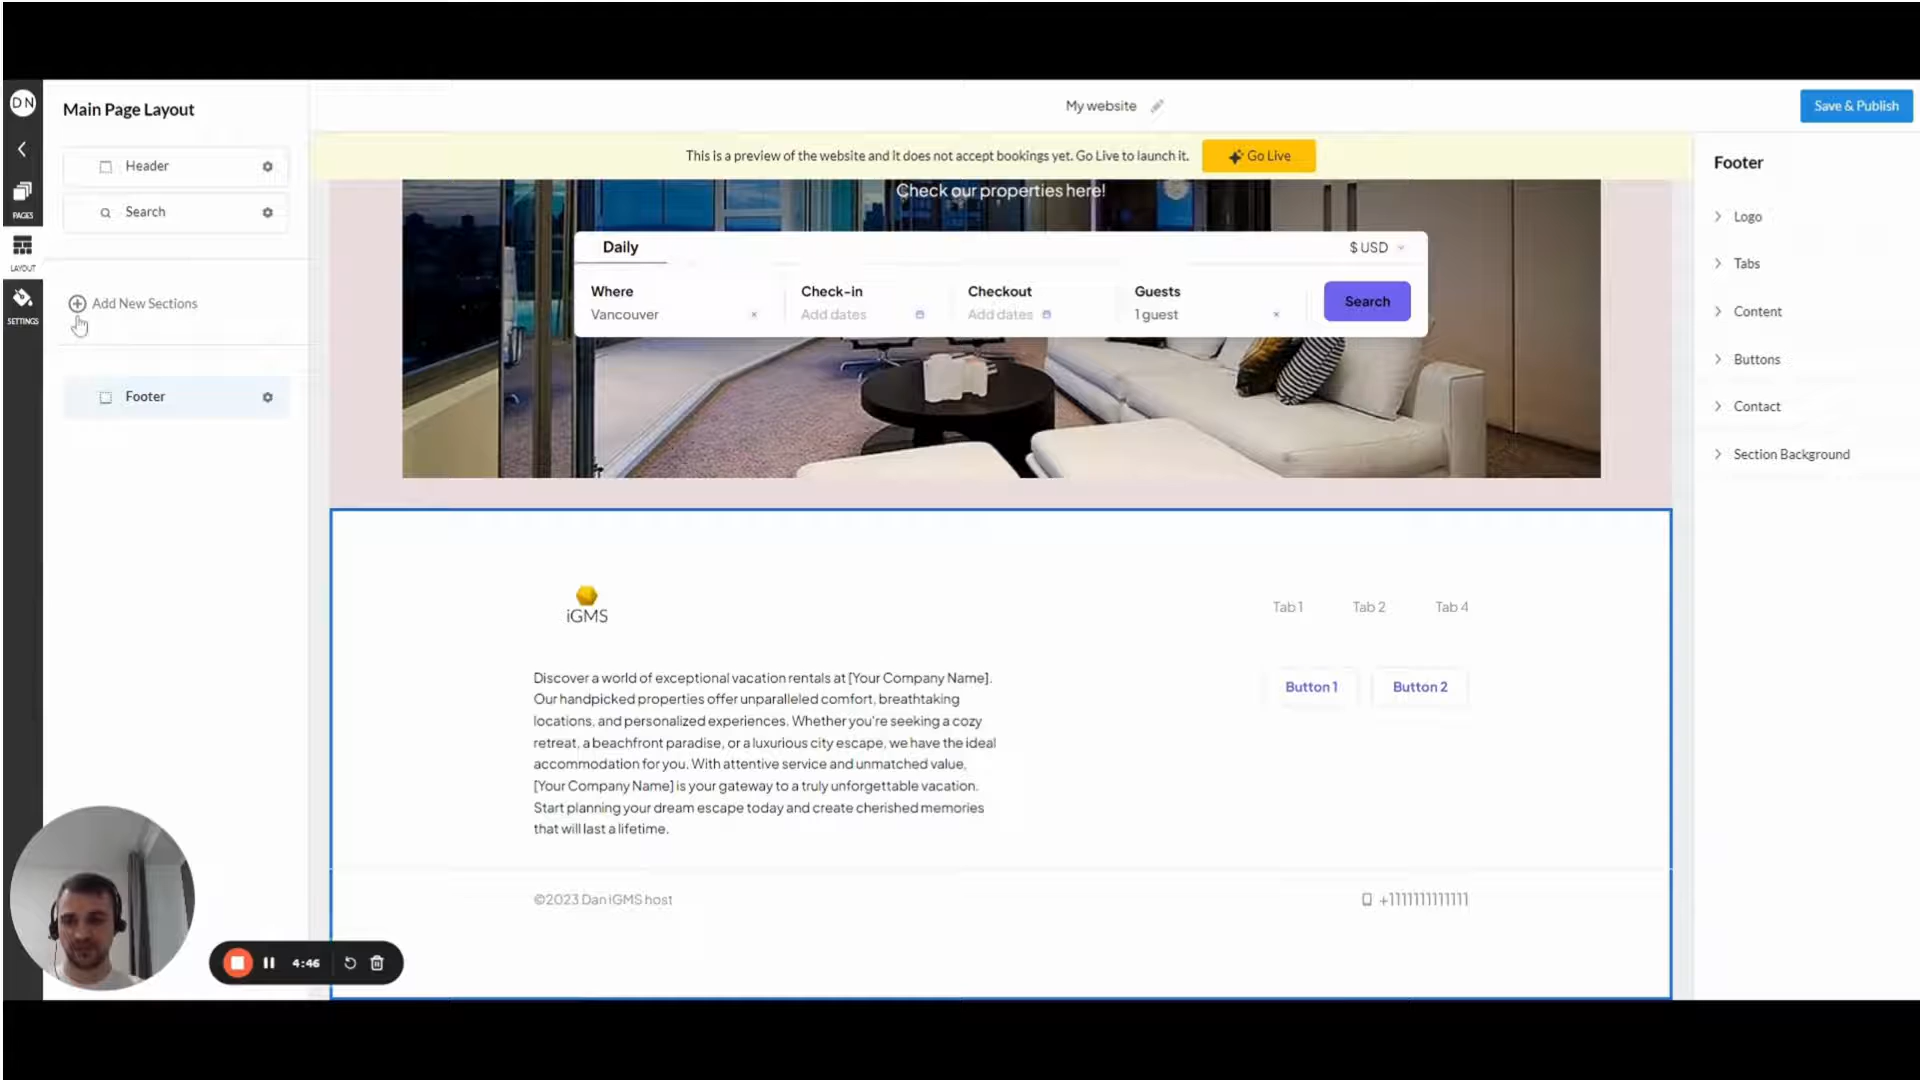 DN
Main Page Layout
My website
Save & Publish
Header
Search
PAGES
LAYOUT
SETTINGS
Add New Sections
Footer
This is a preview of the website and it does not accept bookings yet. Go Live to launch it.
Go Live
Check our properties here!
Daily
$ USD
Where
Check-in
Checkout
Guests
Search
Vancouver
Add dates
Add dates
1 guest
iGMS
Tab 1
Tab 2
Tab 4
Discover a world of exceptional vacation rentals at [Your Company Name].
Our handpicked properties offer unparalleled comfort, breathtaking
locations, and personalized experiences. Whether you're seeking a cozy
retreat, a beachfront paradise, or a luxurious city escape, we have the ideal
accommodation for you. With attentive service and unmatched value,
[Your Company Name] is your gateway to a truly unforgettable vacation.
Start planning your dream escape today and create cherished memories
that will last a lifetime.
Button 1
Button 2
©2023 Dan iGMS host
+1111111111111
4:46
Footer
Logo
Tabs
Content
Buttons
Contact
Section Background